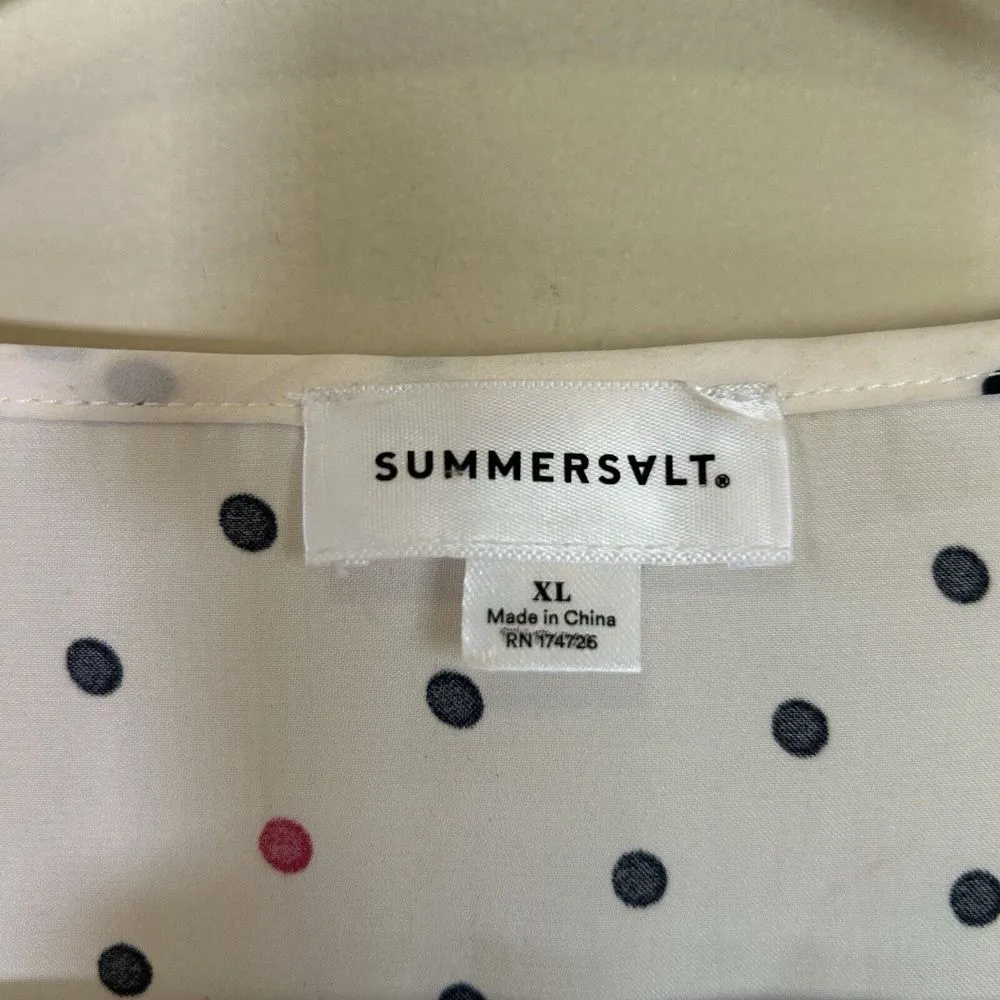 SUMMERSALT®
XL
Made in China
RN 174726